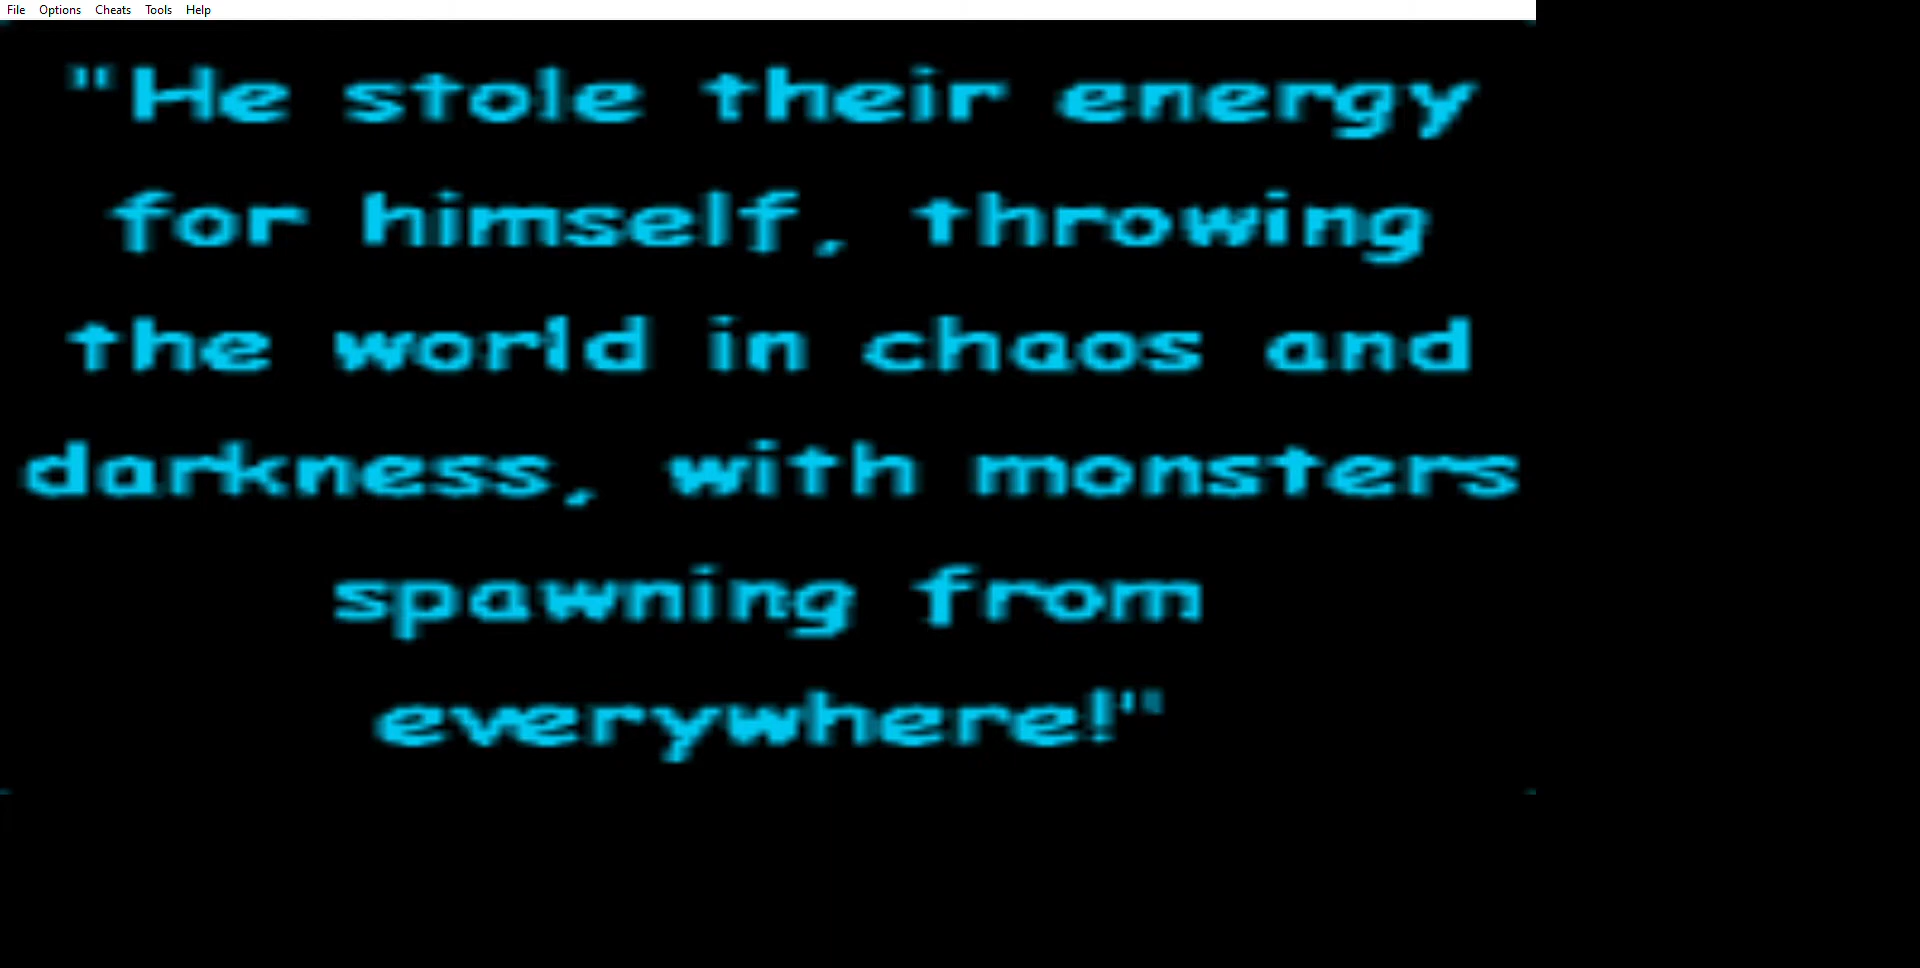 File Options Cheats Tools Help
"He stole their energy
for himself, throwing
the world in chaos and
darkness, with monsters
spawning from
everywhere!"